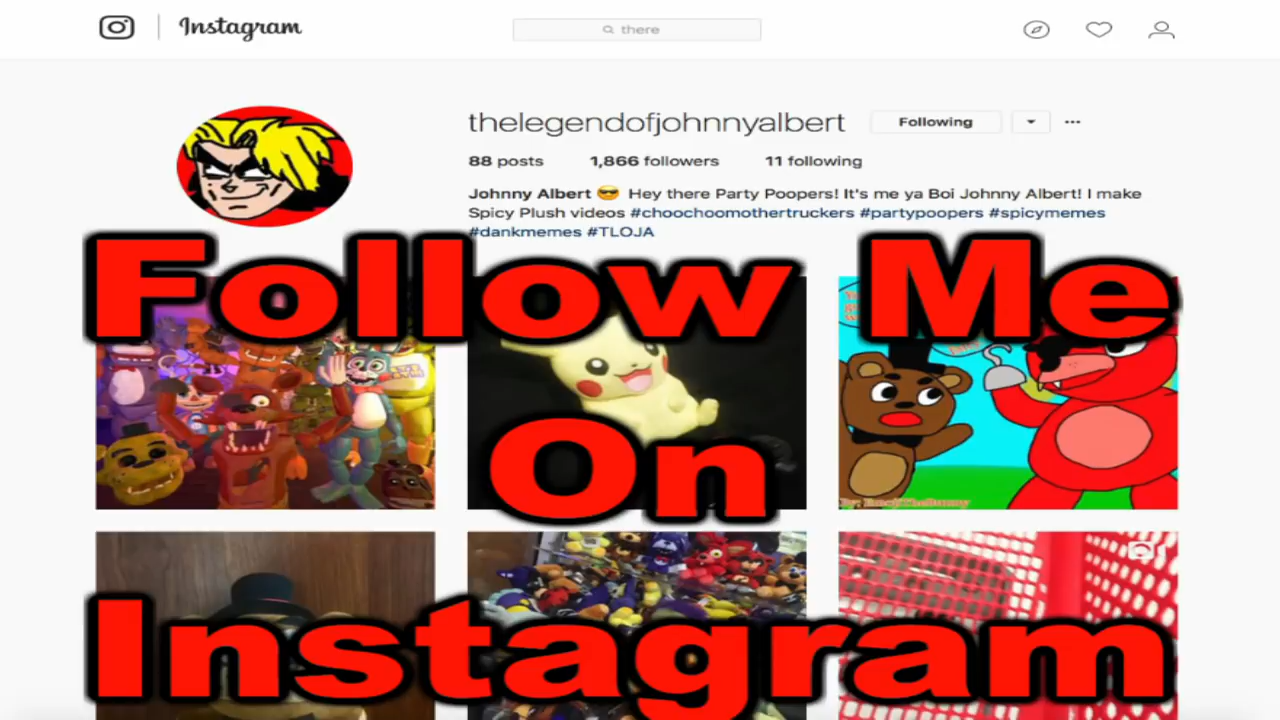 Instagram
there
thelegendofjohnnyalbert
Following
88 posts 1,866 followers 11 following
Johnny Albert 😎 Hey there Party Poopers! It's me ya Boi Johnny Albert! I make
Spicy Plush videos #choochoomothertruckers #partypoopers #spicymemes
#dankmemes #TLOJA
Follow Me
On
Instagram